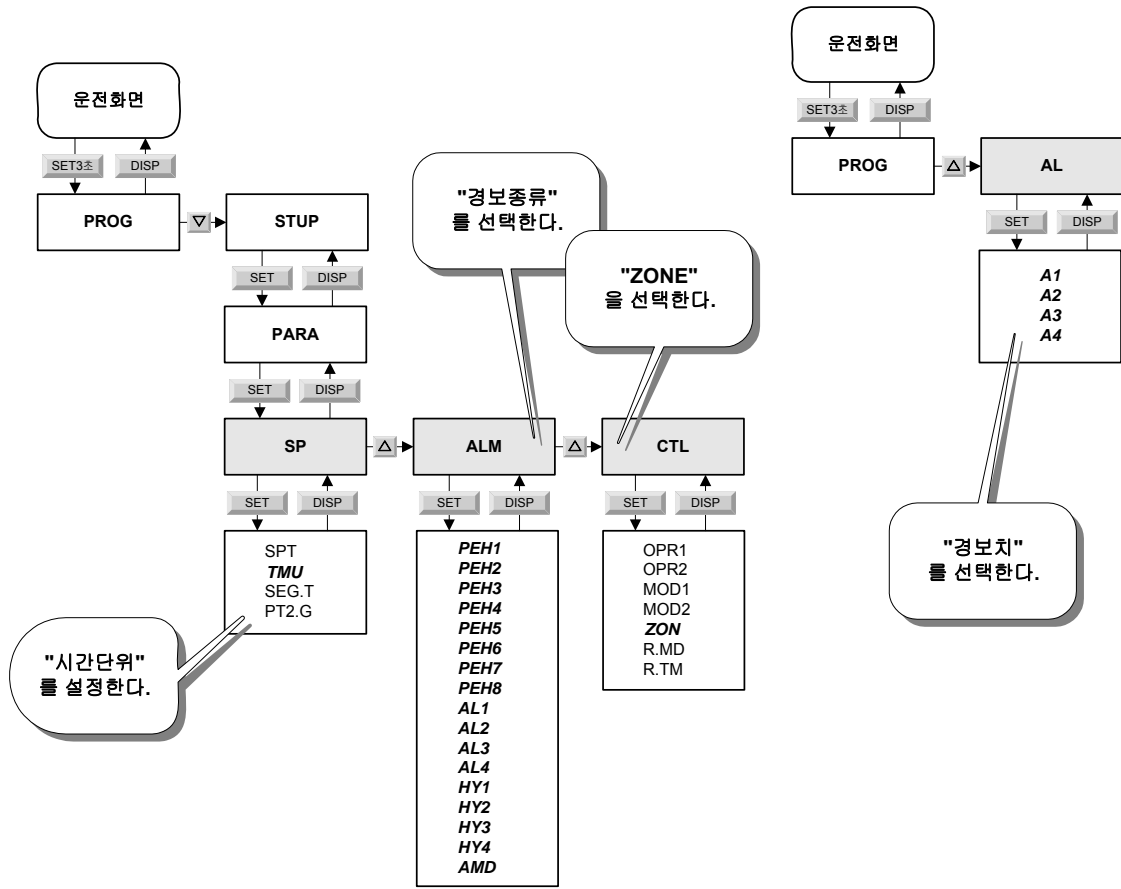 운전화면
SET3초
DISP
PROG
STUP
SET
DISP
PARA
SET
DISP
SP
SET
DISP
SPT
TMU
SEG.T
PT2.G
"시간단위"
를 설정한다.
"경보종류"
를 선택한다.
ALM
SET
DISP
PEH1
PEH2
PEH3
PEH4
PEH5
PEH6
PEH7
PEH8
AL1
AL2
AL3
AL4
HY1
HY2
HY3
HY4
AMD
"ZONE"
을 선택한다.
CTL
SET
DISP
OPR1
OPR2
MOD1
MOD2
ZON
R.MD
R.TM
운전화면
SET3초
DISP
PROG
AL
SET
DISP
A1
A2
A3
A4
"경보치"
를 선택한다.